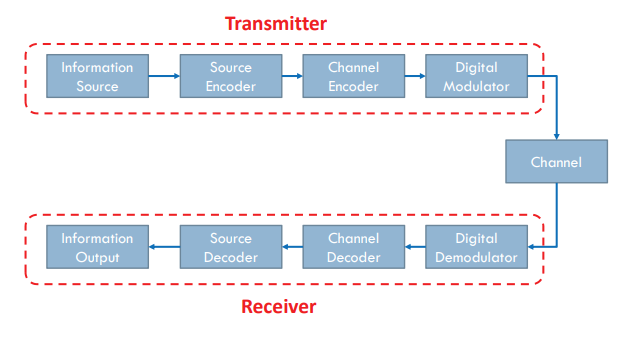 Transmitter
Information
Source
Source
Encoder
Channel
Encoder
Digital
Modulator
Channel
Information
Output
Source
Decoder
Channel
Decoder
Digital
Demodulator
Receiver